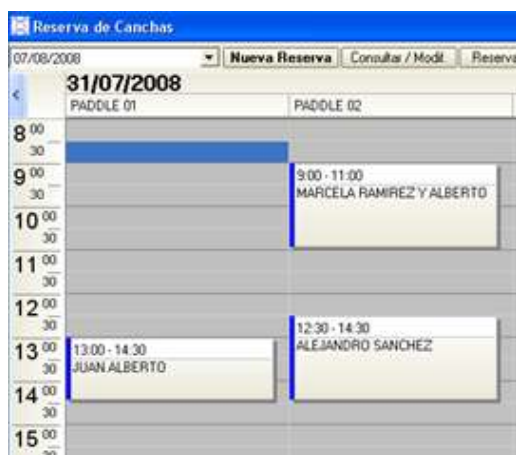 Reserva de Canchas
07/08/2008 Nueva Reserva Consultar / Modif. Reserva
31/07/2008
PADDLE 01 PADDLE 02
8 00
30
9 00 9:00 - 11:00
30 MARCELA RAMIREZ Y ALBERTO
10 00
30
11 00
30
12 00
30 12:30 - 14:30
13 00 13:00 - 14:30 ALEJANDRO SANCHEZ
30 JUAN ALBERTO
14 00
30
15 00
30